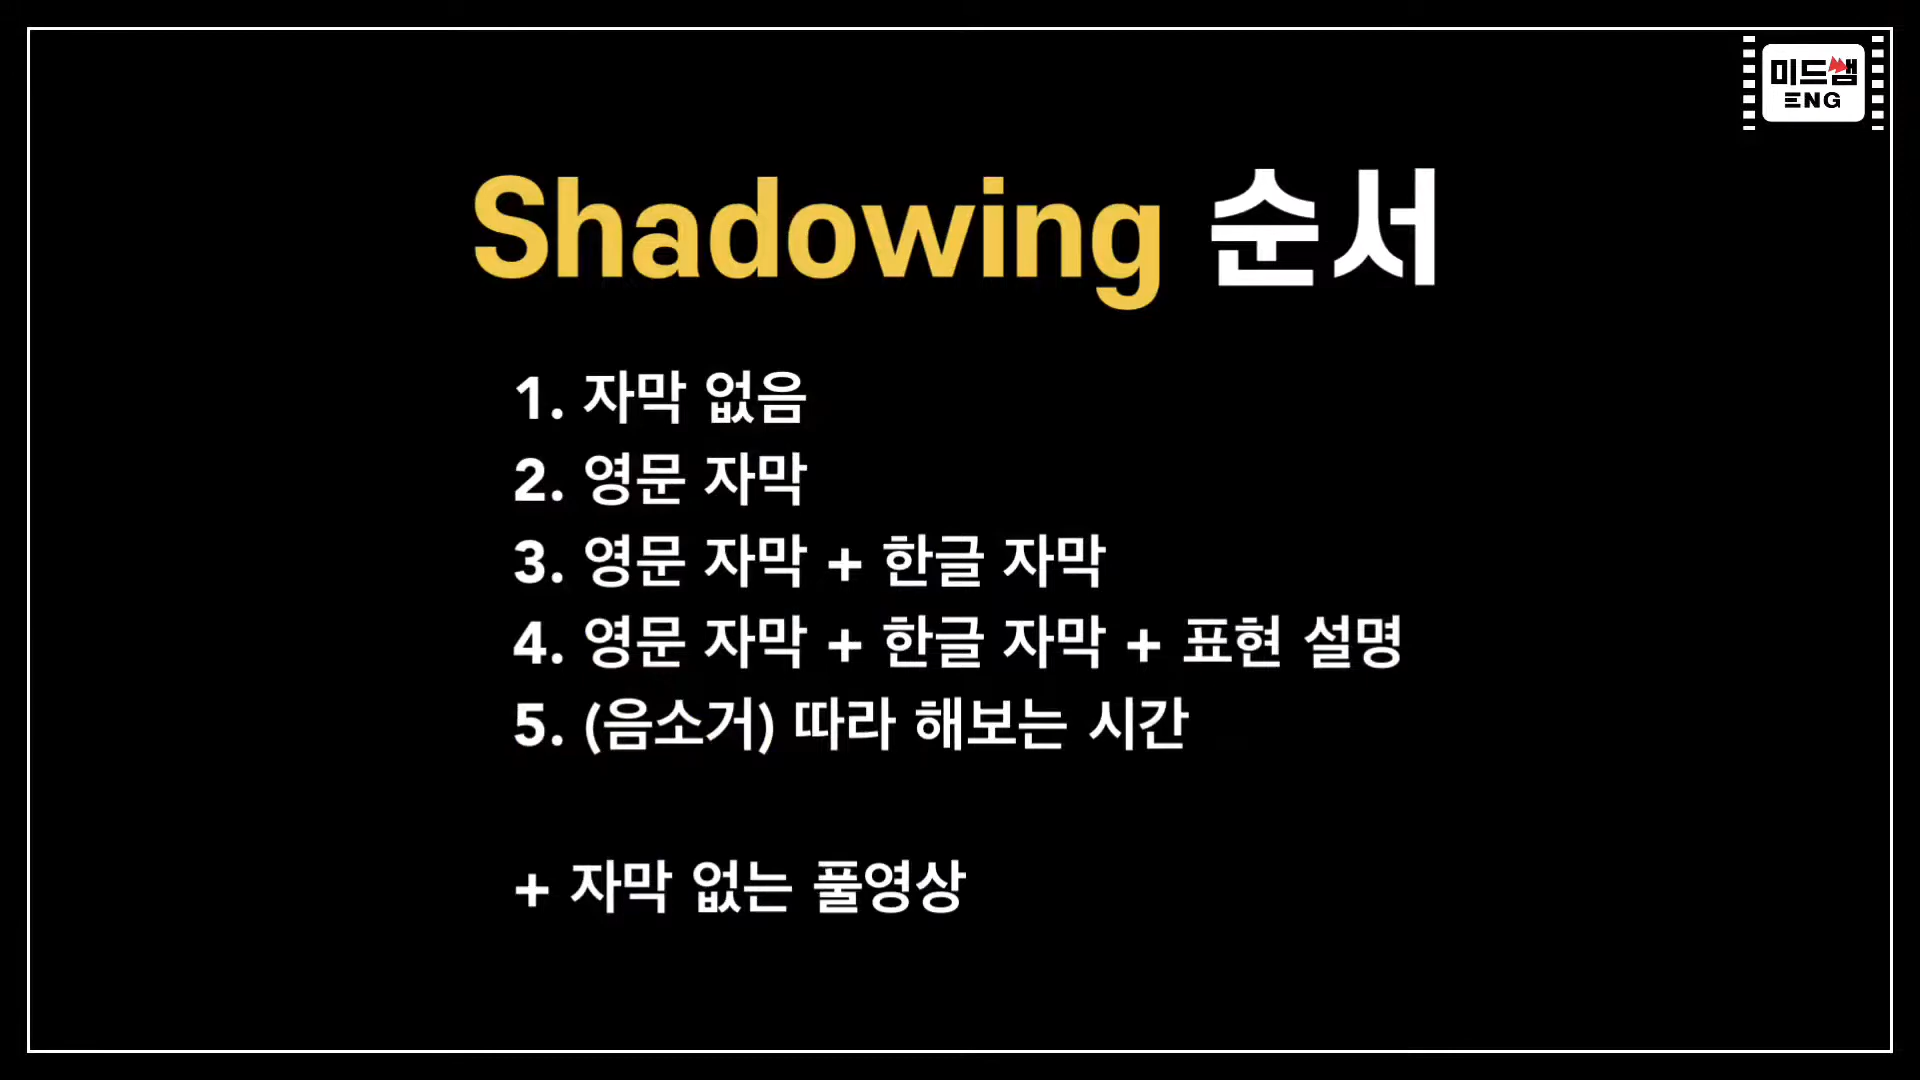 미드쌤
ENG
Shadowing 순서
1. 자막 없음
2. 영문 자막
3. 영문 자막 + 한글 자막
4. 영문 자막 + 한글 자막 + 표현 설명
5. (음소거) 따라 해보는 시간
+ 자막 없는 풀영상